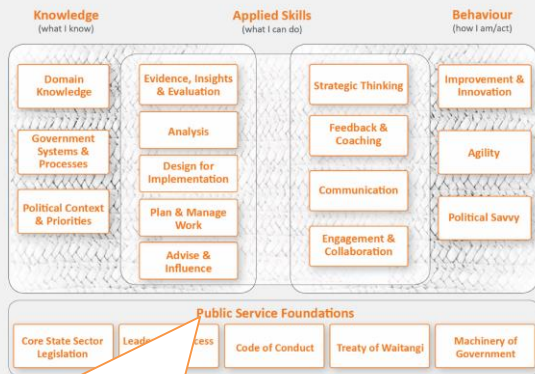 Knowledge
(what I know)
Applied Skills
(what I can do)
Behaviour
(how I am/act)
Domain
Knowledge
Government
Systems &
Processes
Political Context
& Priorities
Evidence, Insights
& Evaluation
Analysis
Design for
Implementation
Plan & Manage
Work
Advise &
Influence
Strategic Thinking
Feedback &
Coaching
Communication
Engagement &
Collaboration
Improvement &
Innovation
Agility
Political Savvy
Public Service Foundations
Core State Sector
Legislation
Code of Conduct
Treaty of Waitangi
Machinery of
Government